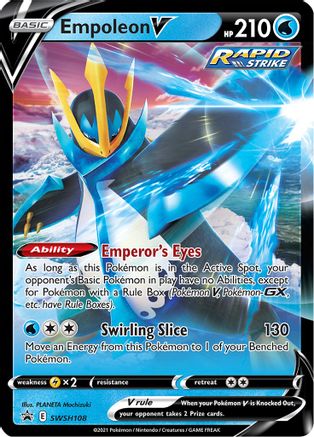 BASIC
Empoleon V
HP 210
RAPID
STRIKE
Ability Emperor's Eyes
As long as this Pokémon is in the Active Spot, your
opponent's Basic Pokémon in play have no Abilities, except
for Pokémon with a Rule Box (Pokémon V, Pokémon-GX,
etc. have Rule Boxes).
Swirling Slice 130
Move an Energy from this Pokémon to 1 of your Benched
Pokémon.
weakness ×2 resistance retreat
Illus. PLANETA Mochizuki
E SWSH108
V rule When your Pokémon V is Knocked Out,
your opponent takes 2 Prize cards.
©2021 Pokémon / Nintendo / Creatures / GAME FREAK